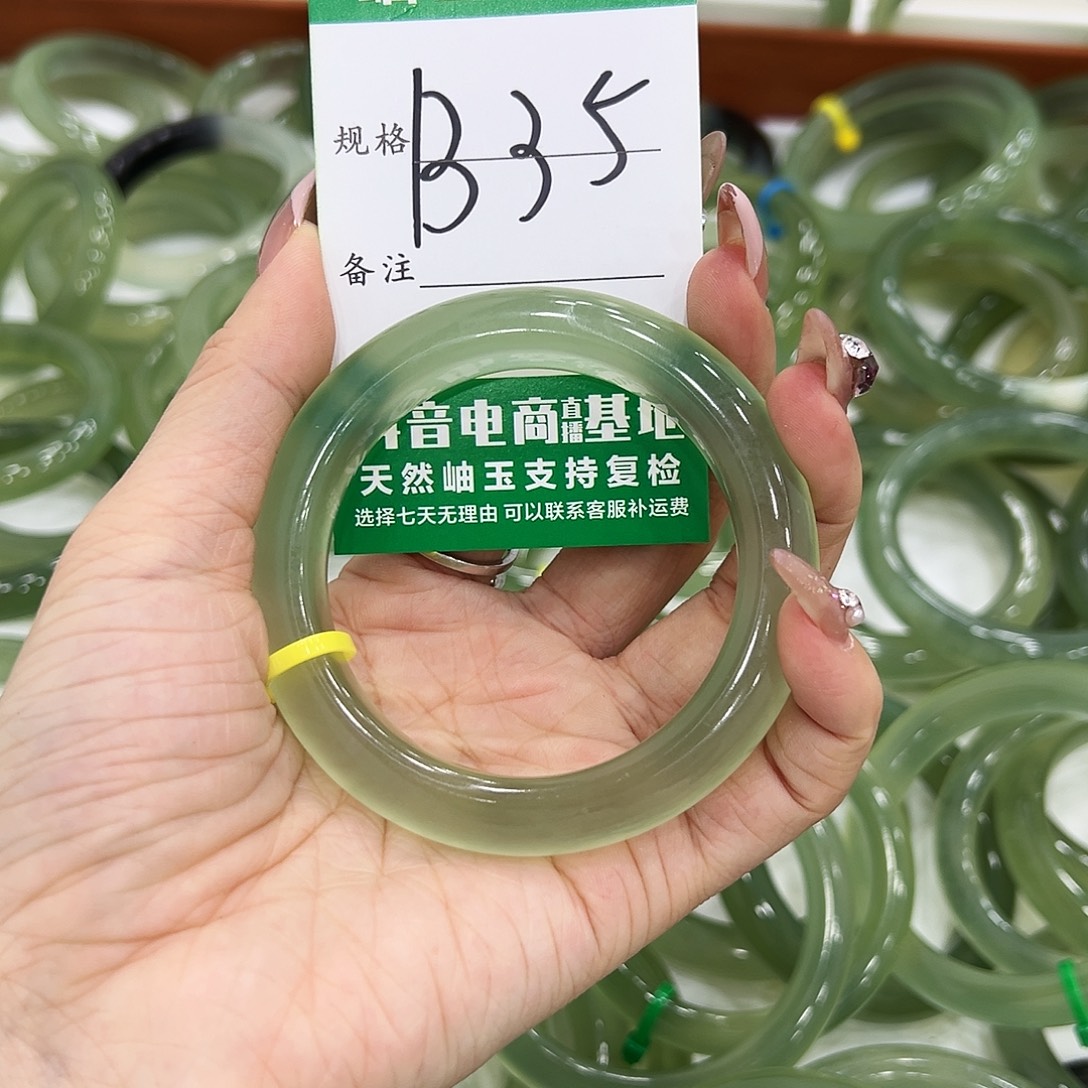 规格 B35
备注
音电商直播基地
天然岫玉支持复检
选择七天无理由 可以联系客服补运费